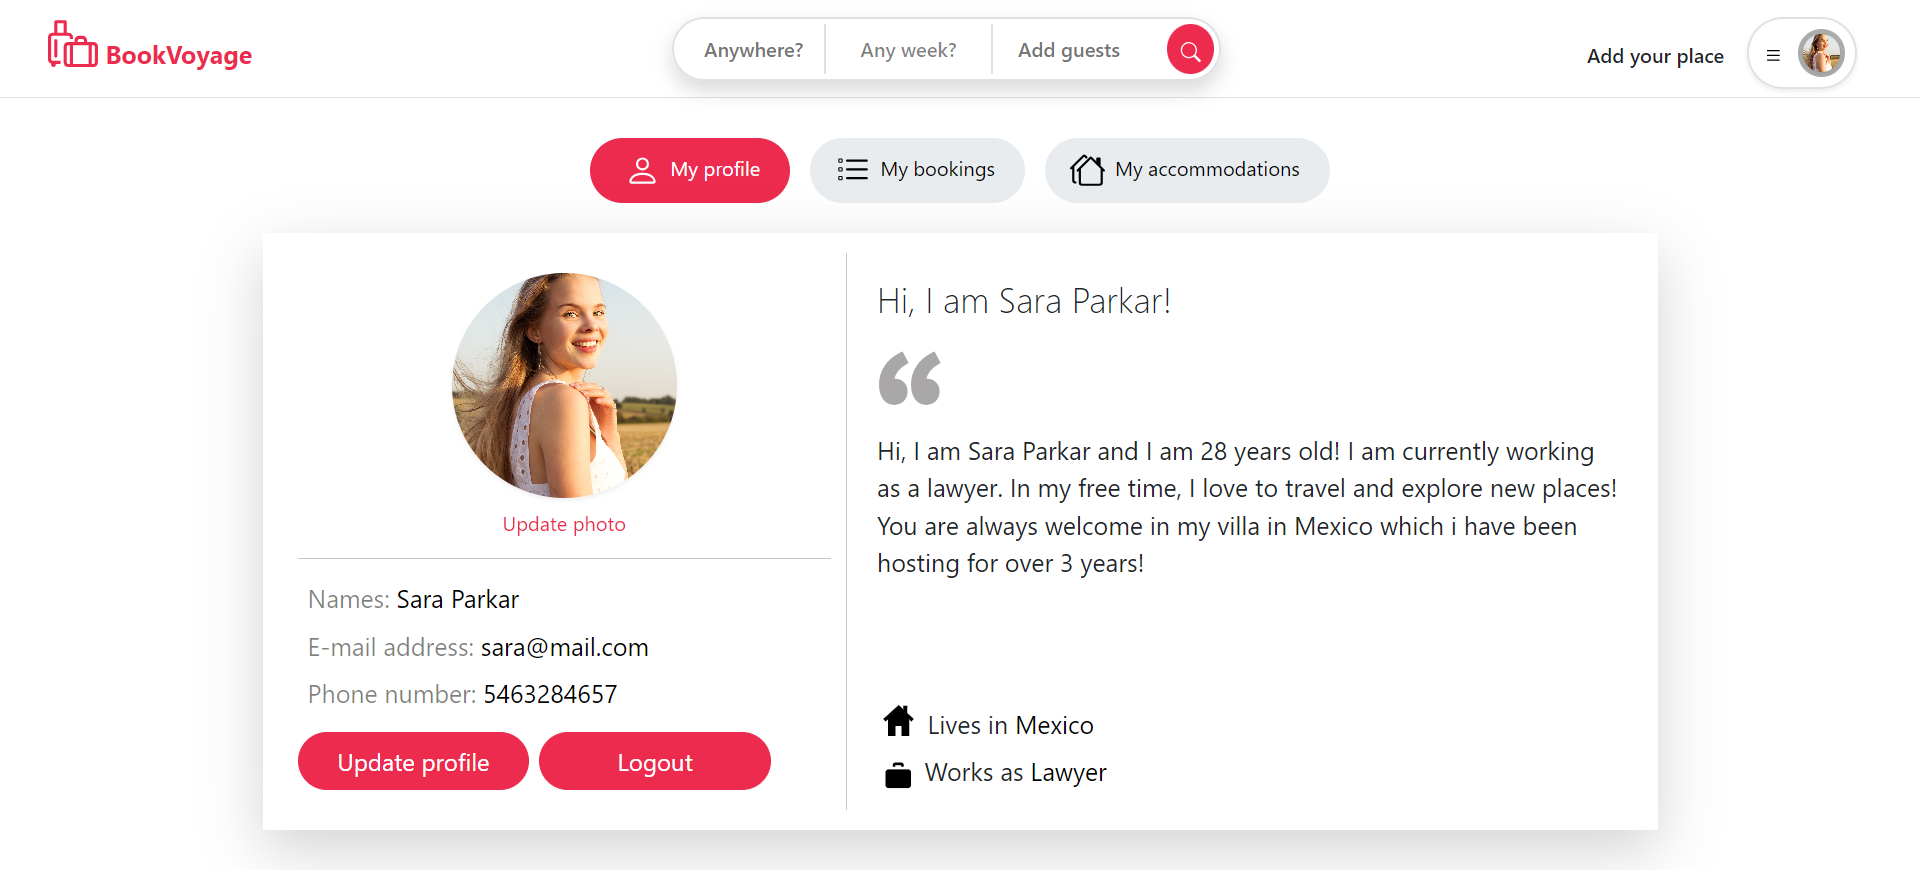 BookVoyage
Anywhere?
Any week?
Add guests
Add your place
My profile
My bookings
My accommodations
Update photo
Names: Sara Parkar
E-mail address: sara@mail.com
Phone number: 5463284657
Update profile
Logout
Hi, I am Sara Parkar!
“
Hi, I am Sara Parkar and I am 28 years old! I am currently working
as a lawyer. In my free time, I love to travel and explore new places!
You are always welcome in my villa in Mexico which i have been
hosting for over 3 years!
Lives in Mexico
Works as Lawyer